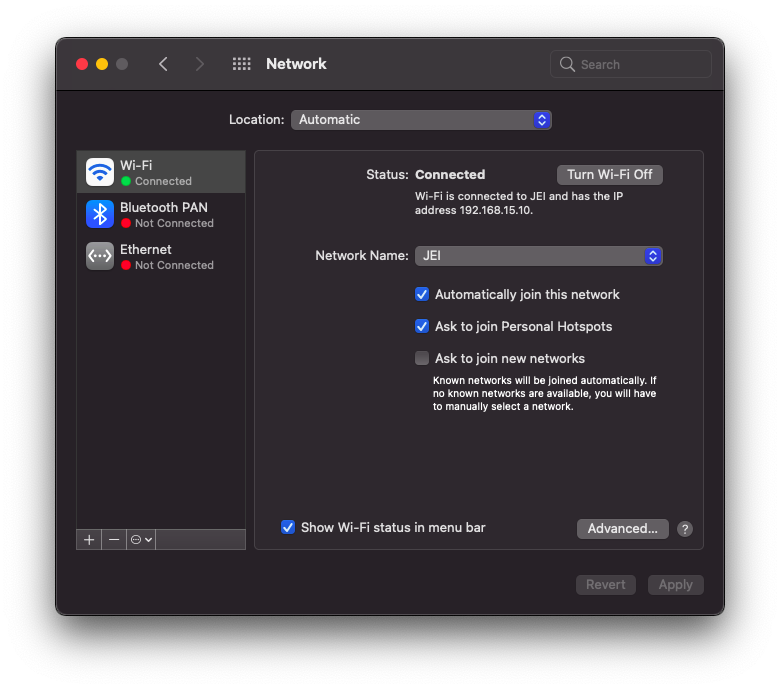 Network
Search
Location: Automatic
Wi-Fi
Connected
Bluetooth PAN
Not Connected
Ethernet
Not Connected
Status: Connected
Turn Wi-Fi Off
Wi-Fi is connected to JEI and has the IP
address 192.168.15.10.
Network Name: JEI
Automatically join this network
Ask to join Personal Hotspots
Ask to join new networks
Known networks will be joined automatically. If
no known networks are available, you will have
to manually select a network.
Show Wi-Fi status in menu bar
Advanced...
?
Revert
Apply